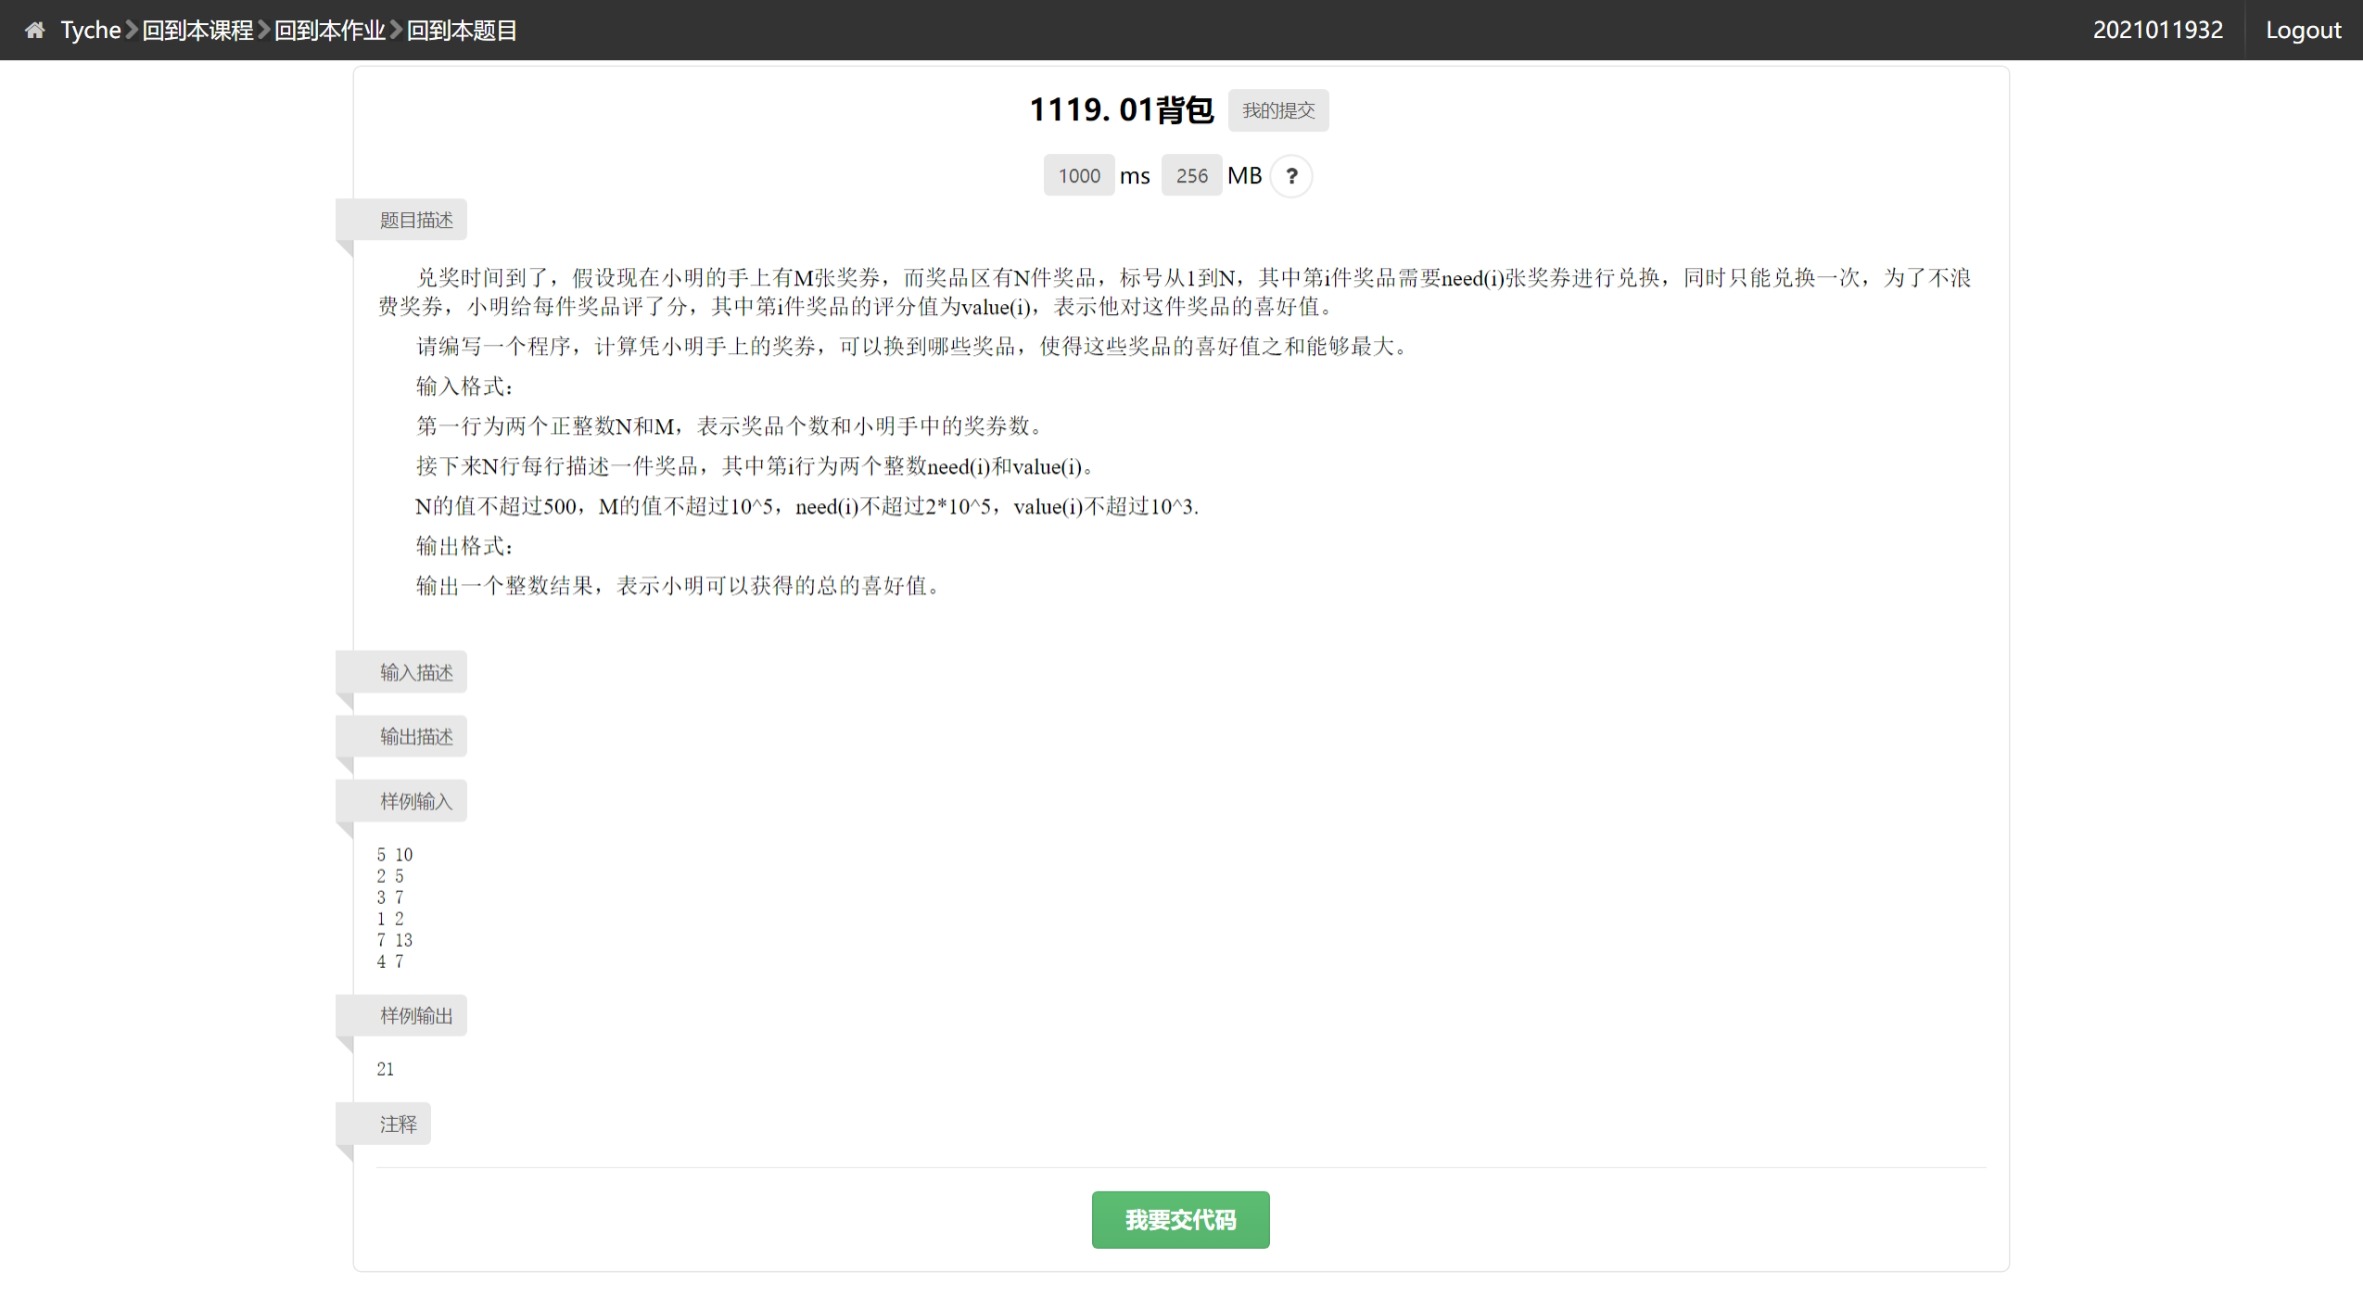 Tyche 回到本课程 回到本作业 回到本题目 2021011932 Logout
1119. 01背包 我的提交
1000 ms 256 MB ?
题目描述
兑奖时间到了，假设现在小明的手上有M张奖券，而奖品区有N件奖品，标号从1到N，其中第i件奖品需要need(i)张奖券进行兑换，同时只能兑换一次，为了不浪
费奖券，小明给每件奖品评了分，其中第i件奖品的评分值为value(i)，表示他对这件奖品的喜好值。
请编写一个程序，计算凭小明手上的奖券，可以换到哪些奖品，使得这些奖品的喜好值之和能够最大。
输入格式：
第一行为两个正整数N和M，表示奖品个数和小明手中的奖券数。
接下来N行每行描述一件奖品，其中第i行为两个整数need(i)和value(i)。
N的值不超过500，M的值不超过10^5，need(i)不超过2*10^5，value(i)不超过10^3.
输出格式：
输出一个整数结果，表示小明可以获得的总的喜好值。
输入描述
输出描述
样例输入
5 10
2 5
3 7
1 2
7 13
4 7
样例输出
21
注释
我要交代码